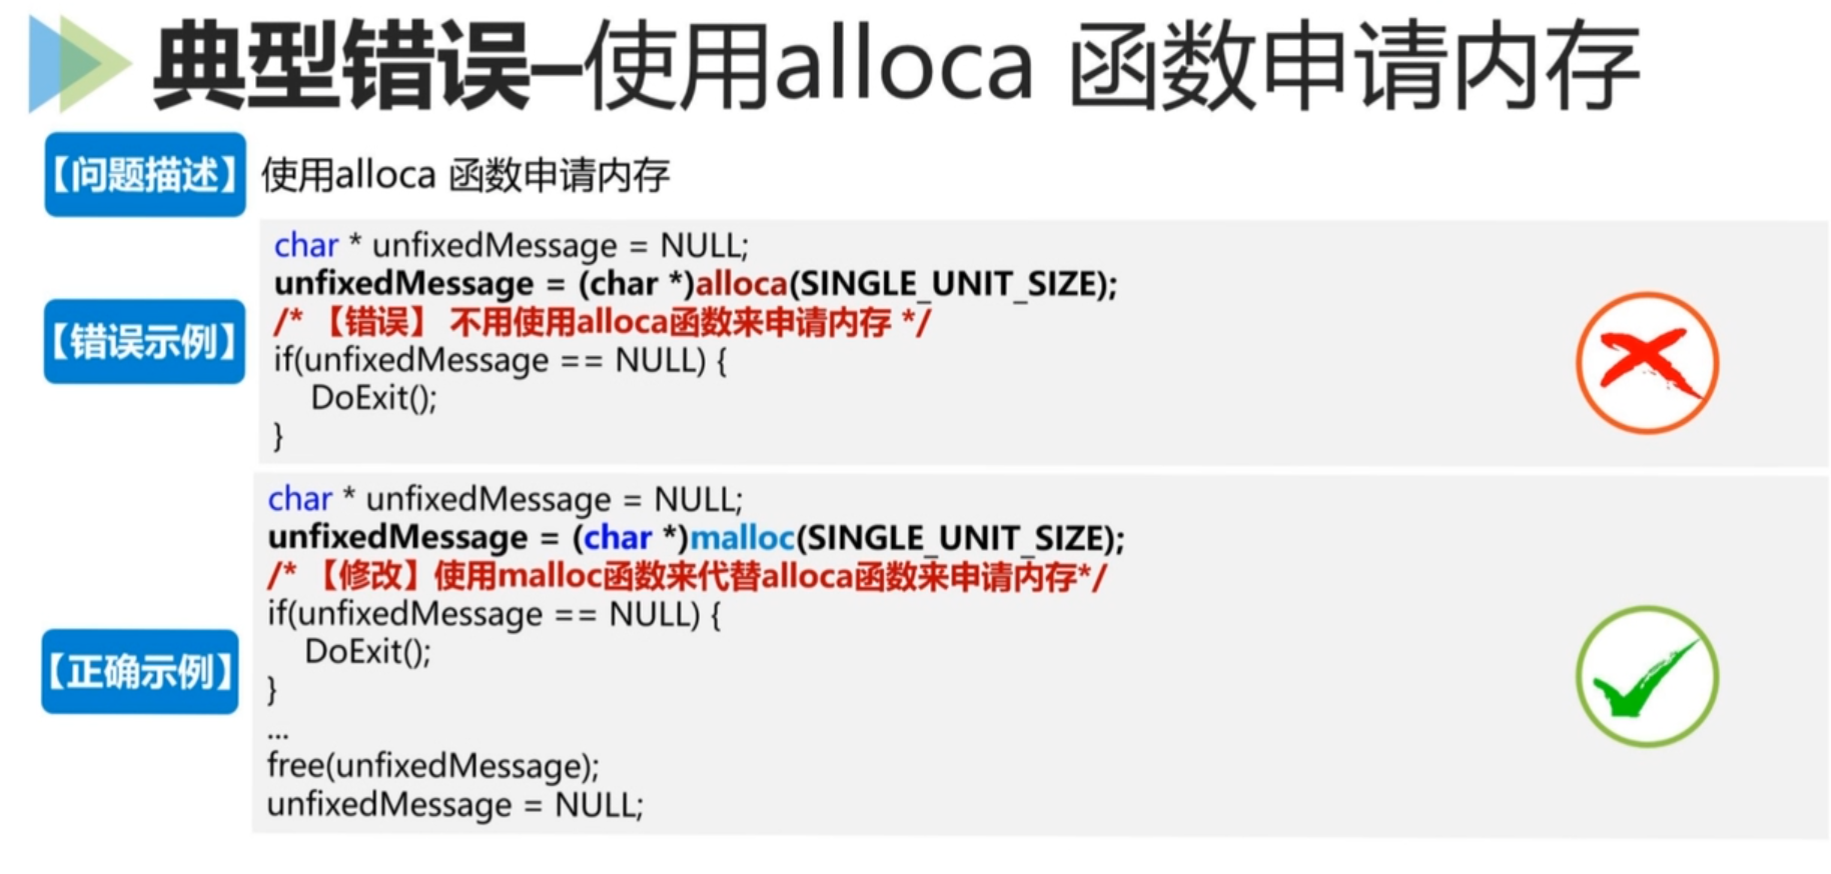 典型错误–使用alloca 函数申请内存
【问题描述】 使用alloca 函数申请内存
【错误示例】
char * unfixedMessage = NULL;
unfixedMessage = (char *)alloca(SINGLE_UNIT_SIZE);
/* 【错误】 不用使用alloca函数来申请内存 */
if(unfixedMessage == NULL) {
DoExit();
}
【正确示例】
char * unfixedMessage = NULL;
unfixedMessage = (char *)malloc(SINGLE_UNIT_SIZE);
/* 【修改】使用malloc函数来代替alloca函数来申请内存*/
if(unfixedMessage == NULL) {
DoExit();
}
...
free(unfixedMessage);
unfixedMessage = NULL;